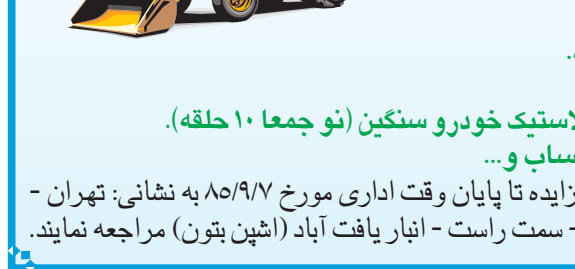 لاستیک خودرو سنگین (نو جمعا ۱۰ حلقه).
ساب و...
زایده تا پایان وقت اداری مورخ ۸۵/۹/۷ به نشانی: تهران -
- سمت راست - انبار یافت آباد (اشپن بتون) مراجعه نمایند.